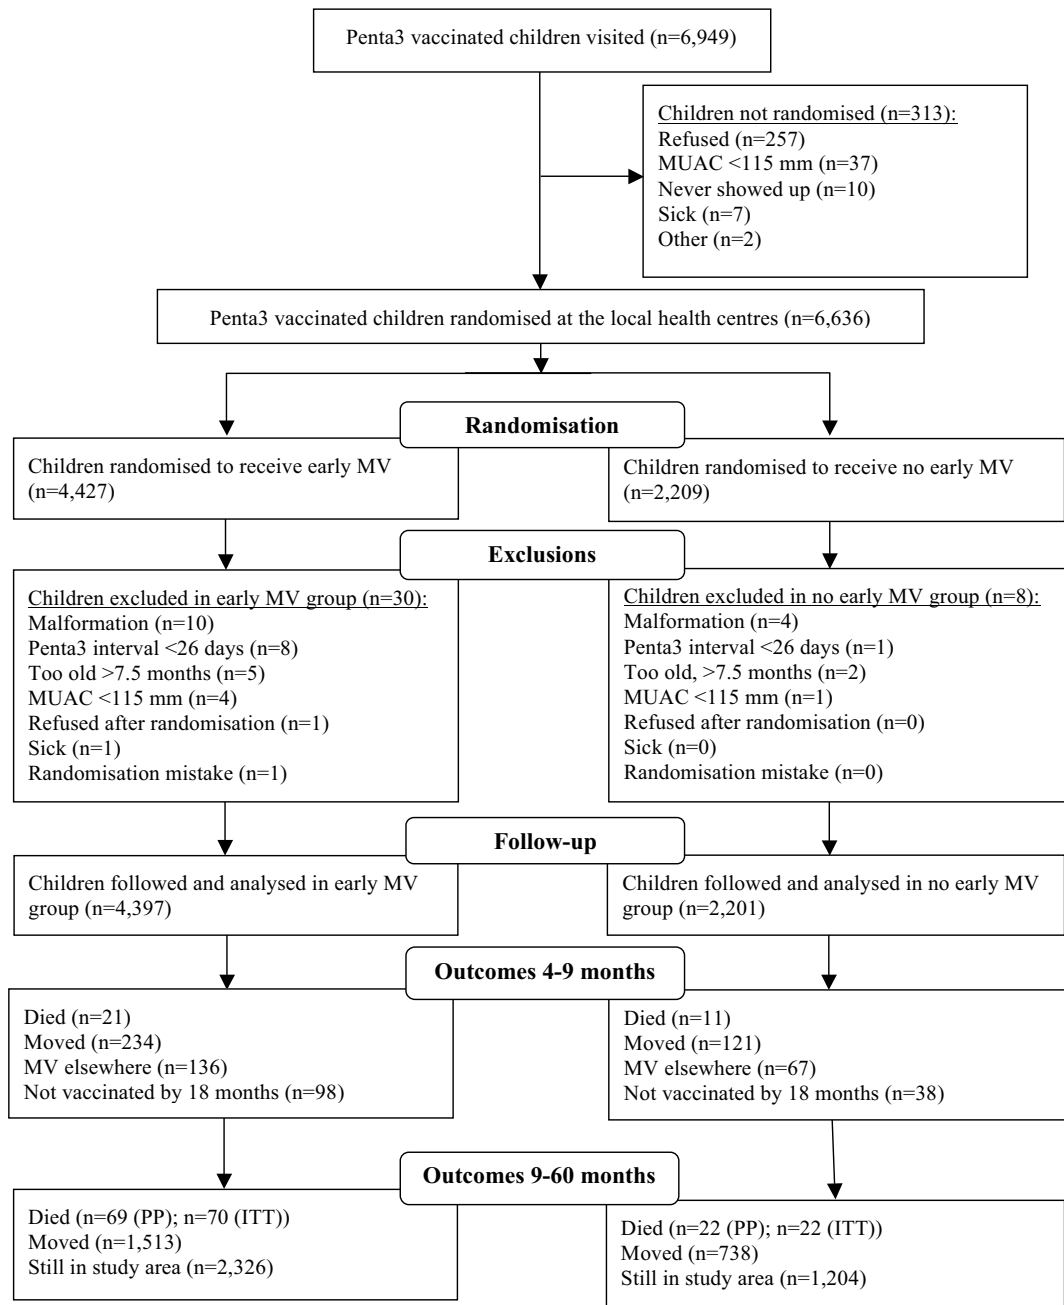 Penta3 vaccinated children visited (n=6,949)
Children not randomised (n=313):
Refused (n=257)
MUAC <115 mm (n=37)
Never showed up (n=10)
Sick (n=7)
Other (n=2)
Penta3 vaccinated children randomised at the local health centres (n=6,636)
Randomisation
Children randomised to receive early MV
(n=4,427)
Children randomised to receive no early MV
(n=2,209)
Exclusions
Children excluded in early MV group (n=30):
Malformation (n=10)
Penta3 interval <26 days (n=8)
Too old >7.5 months (n=5)
MUAC <115 mm (n=4)
Refused after randomisation (n=1)
Sick (n=1)
Randomisation mistake (n=1)
Children excluded in no early MV group (n=8):
Malformation (n=4)
Penta3 interval <26 days (n=1)
Too old, >7.5 months (n=2)
MUAC <115 mm (n=1)
Refused after randomisation (n=0)
Sick (n=0)
Randomisation mistake (n=0)
Follow-up
Children followed and analysed in early MV
group (n=4,397)
Children followed and analysed in no early MV
group (n=2,201)
Outcomes 4-9 months
Died (n=21)
Moved (n=234)
MV elsewhere (n=136)
Not vaccinated by 18 months (n=98)
Died (n=11)
Moved (n=121)
MV elsewhere (n=67)
Not vaccinated by 18 months (n=38)
Outcomes 9-60 months
Died (n=69 (PP); n=70 (ITT))
Moved (n=1,513)
Still in study area (n=2,326)
Died (n=22 (PP); n=22 (ITT))
Moved (n=738)
Still in study area (n=1,204)